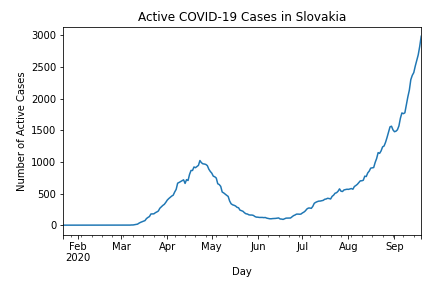 Active COVID-19 Cases in Slovakia
3000
2500
2000
1500
1000
500
0
Number of Active Cases
Feb Mar Apr May Jun Jul Aug Sep
2020
Day